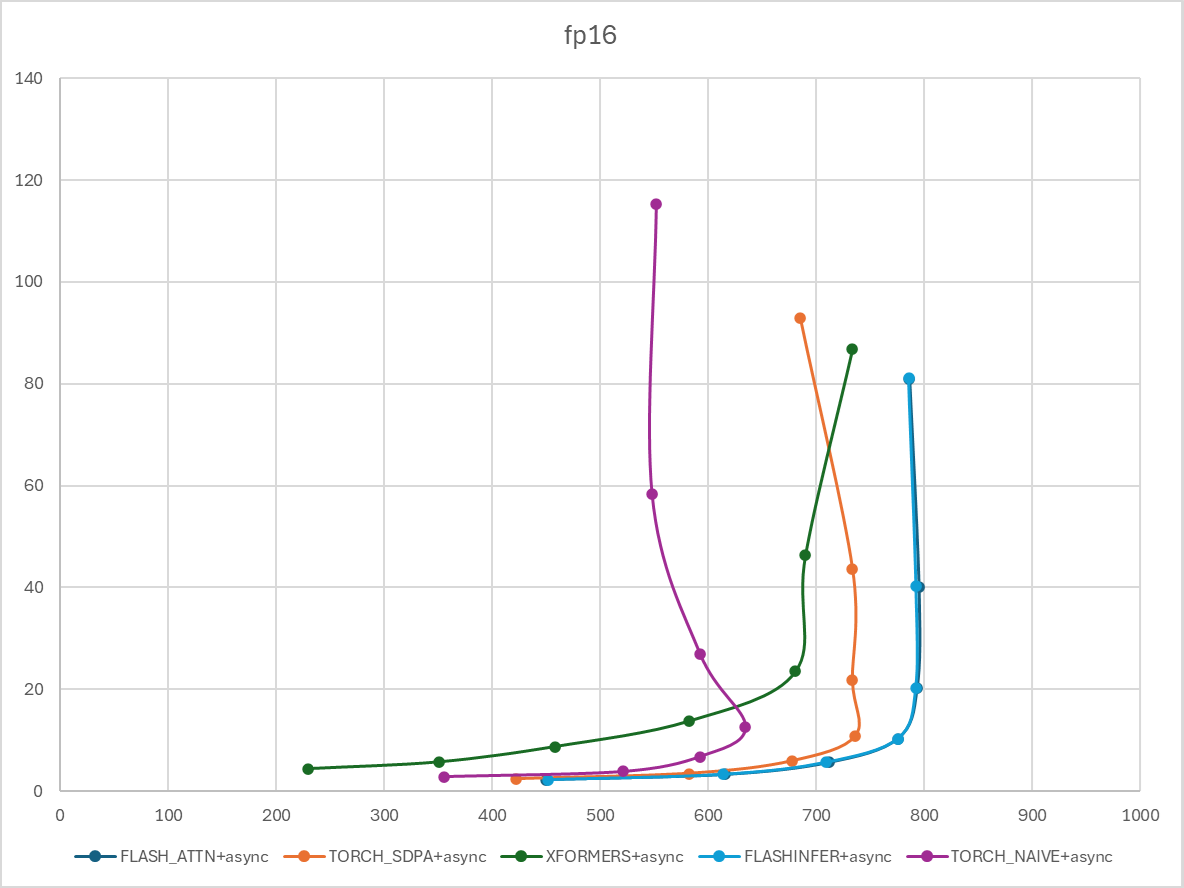 fp16
140
120
100
80
60
40
20
0
0 100 200 300 400 500 600 700 800 900 1000
FLASH_ATTN+async TORCH_SDPA+async XFORMERS+async FLASHINFER+async TORCH_NAIVE+async